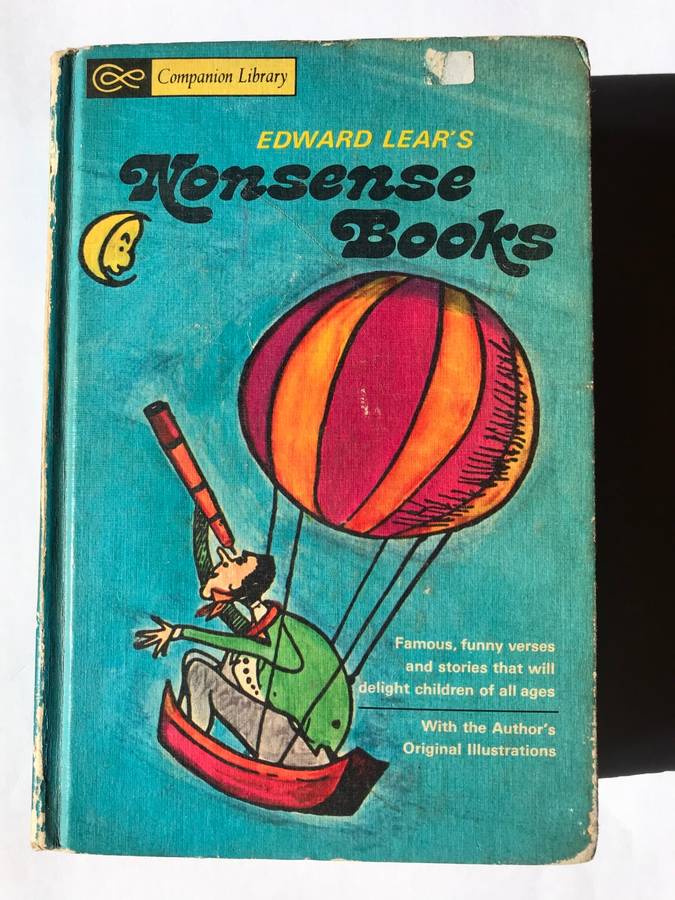 Companion Library
EDWARD LEAR'S
Nonsense
Books
Famous, funny verses
and stories that will
delight children of all ages
With the Author's
Original Illustrations